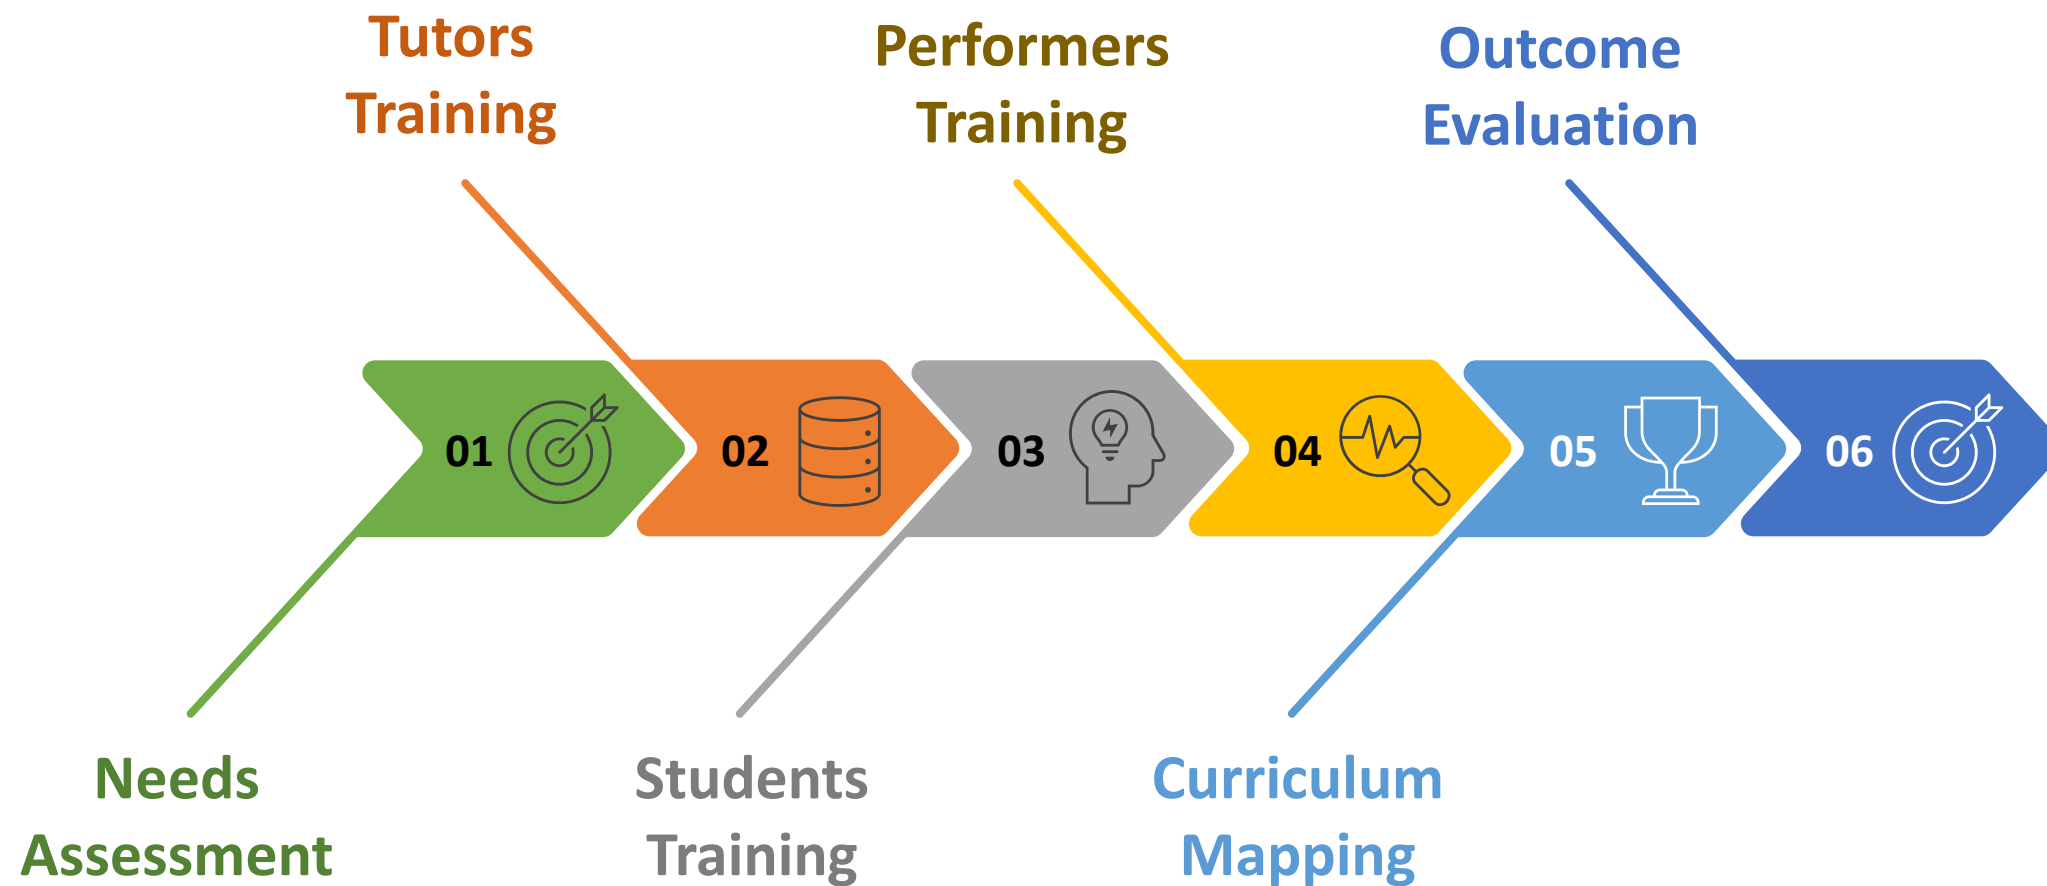 Tutors
Training
Performers
Training
Outcome
Evaluation
01
02
03
04
05
06
Needs
Assessment
Students
Training
Curriculum
Mapping